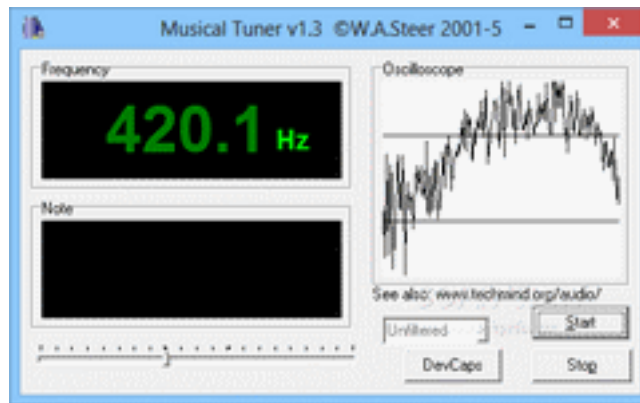 Musical Tuner v1.3 ©W.A.Steer 2001-5
Frequency
420.1 Hz
Oscilloscope
Note
See also: www.techmind.org/audio/
Unfiltered
Start
DevCaps
Stop